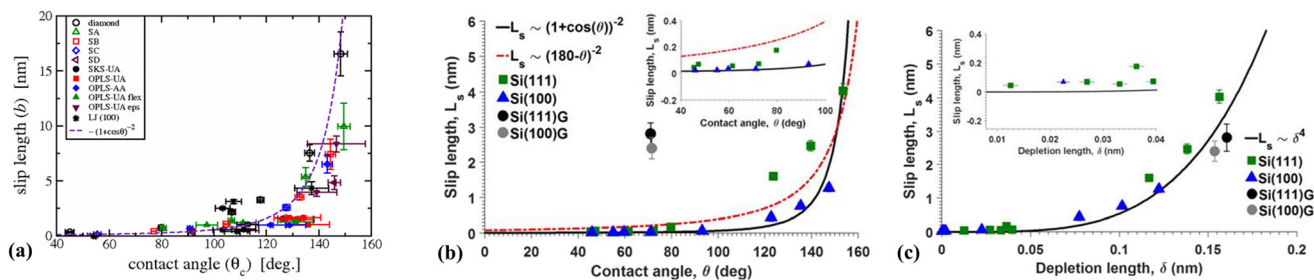 (a)
slip length (b) [nm]
20
15
10
5
0
diamond
SA
SB
SC
SD
SKS-UA
OPLS-UA
OPLS-AA
OPLS-UA flex
OPLS-UA eps
LJ (100)
~ (1+cosθ)⁻²
40 60 80 100 120 140 160
contact angle (θc) [deg.]
(b)
Slip length, Ls (nm)
6
5
4
3
2
1
0
Ls ~ (1+cos(θ))⁻²
Ls ~ (180-θ)⁻²
Si(111)
Si(100)
Si(111)G
Si(100)G
Slip length, Ls (nm)
0.4
0.2
0
-0.2
40 60 80 100
Contact angle, θ (deg)
0 20 40 60 80 100 120 140 160
Contact angle, θ (deg)
(c)
Slip length, Ls (nm)
6
5
4
3
2
1
0
Slip length, Ls (nm)
0.4
0.2
0
-0.2
0.01 0.02 0.03 0.04
Depletion length, δ (nm)
Ls ~ δ⁴
Si(111)
Si(100)
Si(111)G
Si(100)G
0 0.05 0.1 0.15 0.2
Depletion length, δ (nm)